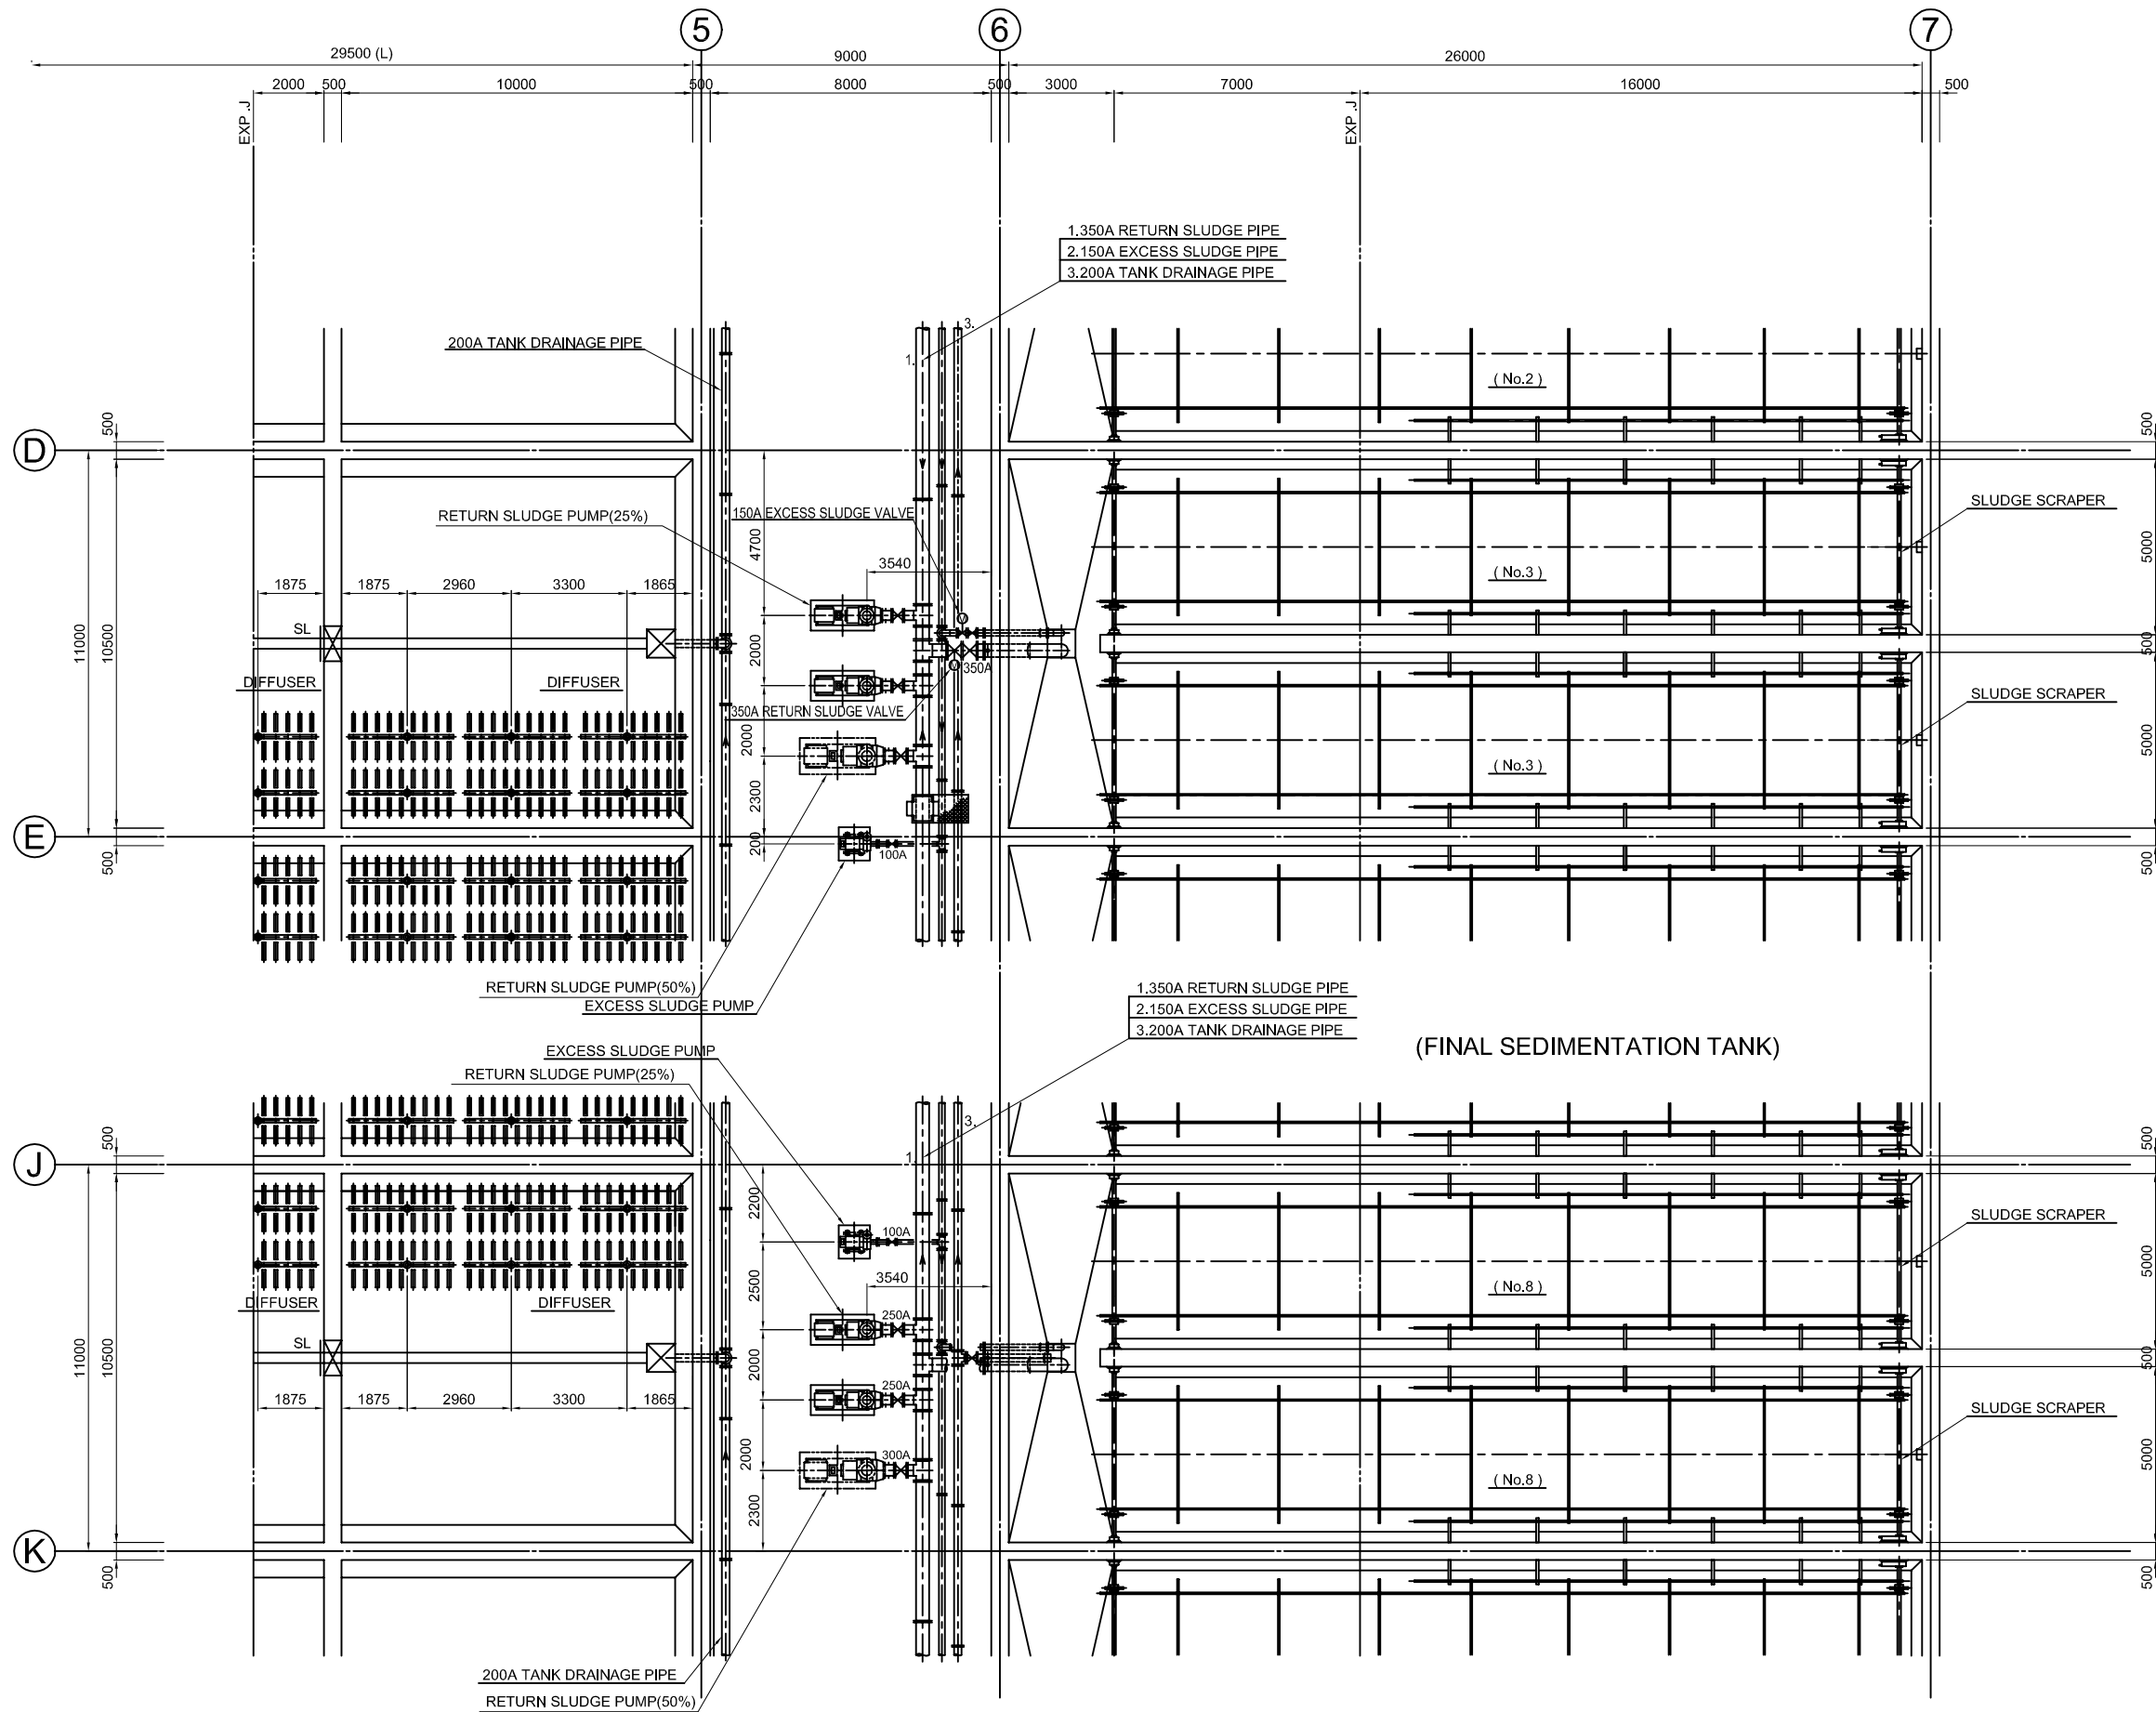 5
6
7
29500 (L)
9000
26000
2000
500
10000
500
8000
500
3000
7000
16000
500
EXP .J
EXP .J
1.350A RETURN SLUDGE PIPE
2.150A EXCESS SLUDGE PIPE
3.200A TANK DRAINAGE PIPE
3.
200A TANK DRAINAGE PIPE
1.
( No.2 )
500
500
D
RETURN SLUDGE PUMP(25%)
150A EXCESS SLUDGE VALVE
SLUDGE SCRAPER
4700
5000
3540
( No.3 )
1875
1875
2960
3300
1865
SL
M
11000
10500
2000
500
M
350A
DIFFUSER
DIFFUSER
350A RETURN SLUDGE VALVE
SLUDGE SCRAPER
2000
5000
( No.3 )
2300
E
200
100A
500
500
RETURN SLUDGE PUMP(50%)
EXCESS SLUDGE PUMP
1.350A RETURN SLUDGE PIPE
2.150A EXCESS SLUDGE PIPE
3.200A TANK DRAINAGE PIPE
(FINAL SEDIMENTATION TANK)
EXCESS SLUDGE PUMP
RETURN SLUDGE PUMP(25%)
3.
500
500
J
1.
2200
SLUDGE SCRAPER
100A
5000
2500
3540
( No.8 )
DIFFUSER
DIFFUSER
250A
SL
11000
10500
2000
500
250A
1875
1875
2960
3300
1865
SLUDGE SCRAPER
2000
300A
5000
( No.8 )
2300
K
500
500
200A TANK DRAINAGE PIPE
RETURN SLUDGE PUMP(50%)